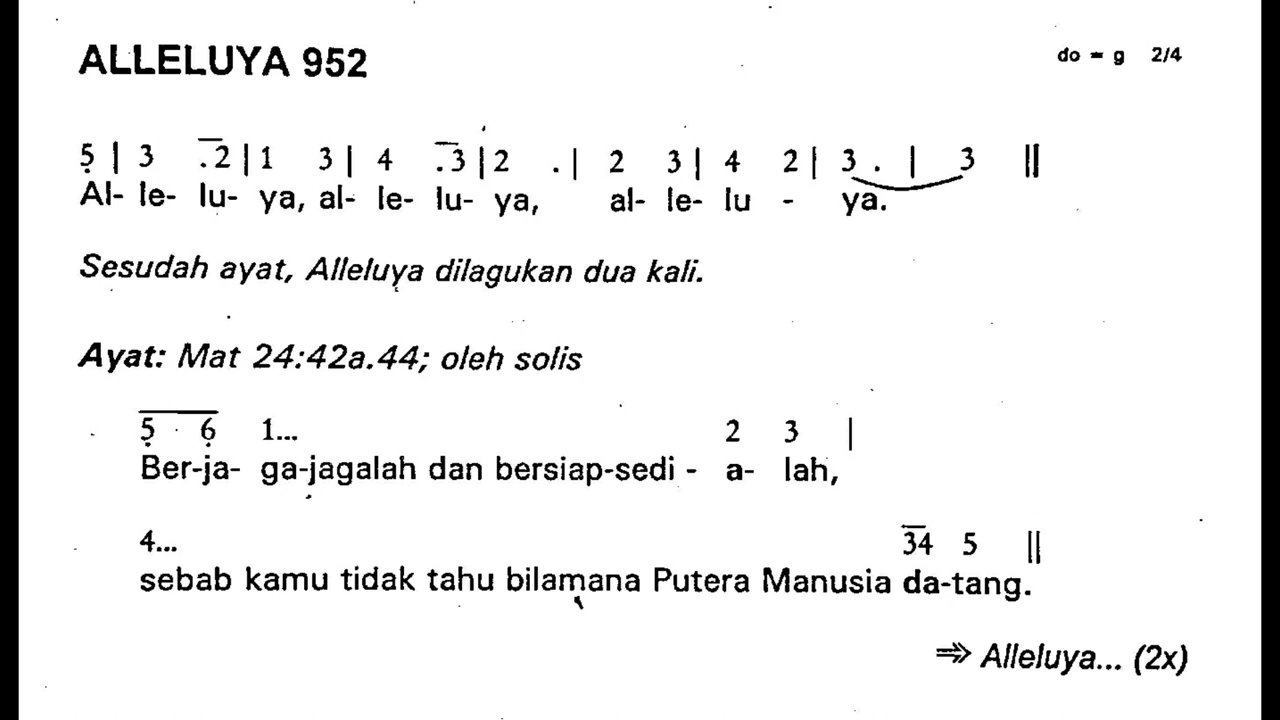 ALLELUYA 952 do = g 2/4
5̣ | 3 .2 | 1 3 | 4 .3 | 2 . | 2 3 | 4 2 | 3 . | 3 ||
Al- le- lu- ya, al- le- lu- ya, al- le- lu - ya.
Sesudah ayat, Alleluya dilagukan dua kali.
Ayat: Mat 24:42a.44; oleh solis
5̣ 6̣ 1... 2 3 |
Ber-ja- ga-jagalah dan bersiap-sedi - a- lah,
4... 34 5 ||
sebab kamu tidak tahu bilamana Putera Manusia da-tang.
⇒ Alleluya... (2x)